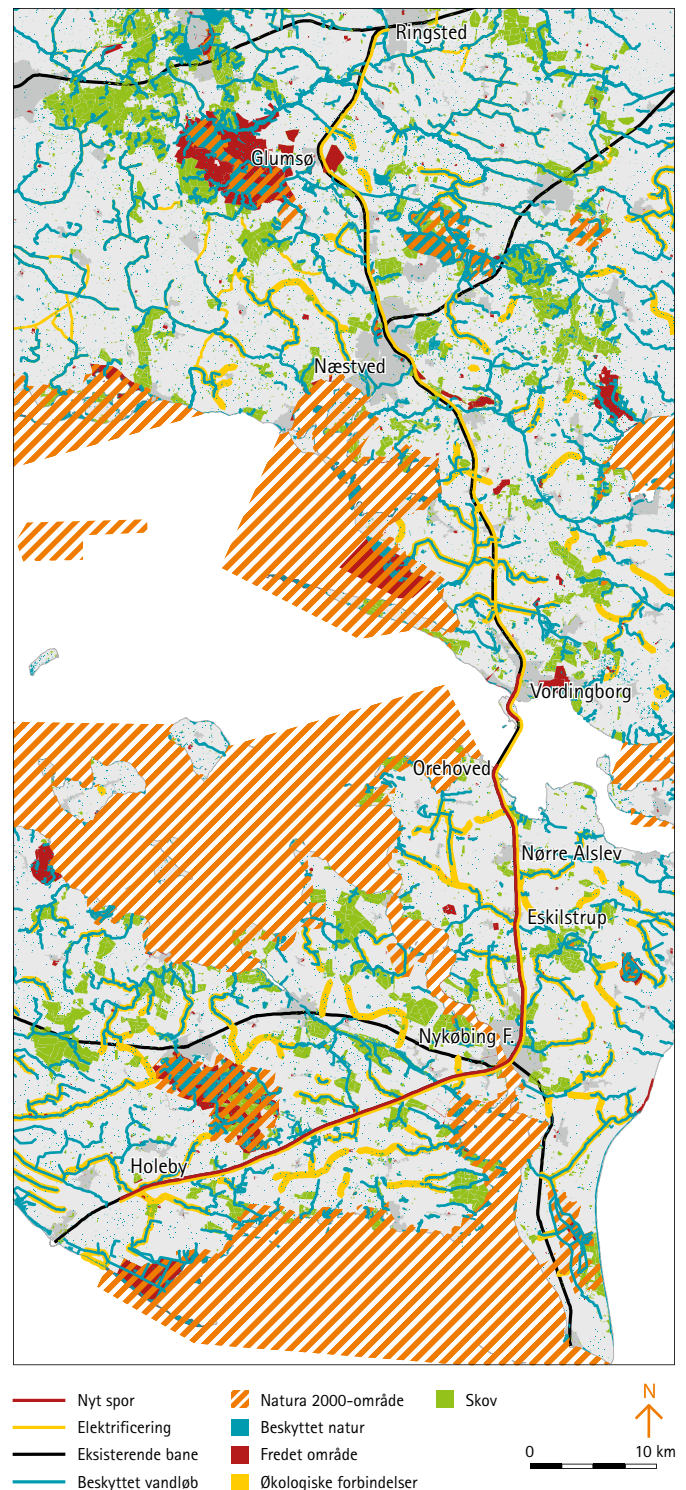 Ringsted
Glumsø
Næstved
Vordingborg
Orehoved
Nørre Alslev
Eskilstrup
Nykøbing F.
Holeby
Nyt spor
Elektrificering
Eksisterende bane
Beskyttet vandløb
Natura 2000-område
Beskyttet natur
Fredet område
Økologiske forbindelser
Skov
N
0 10 km